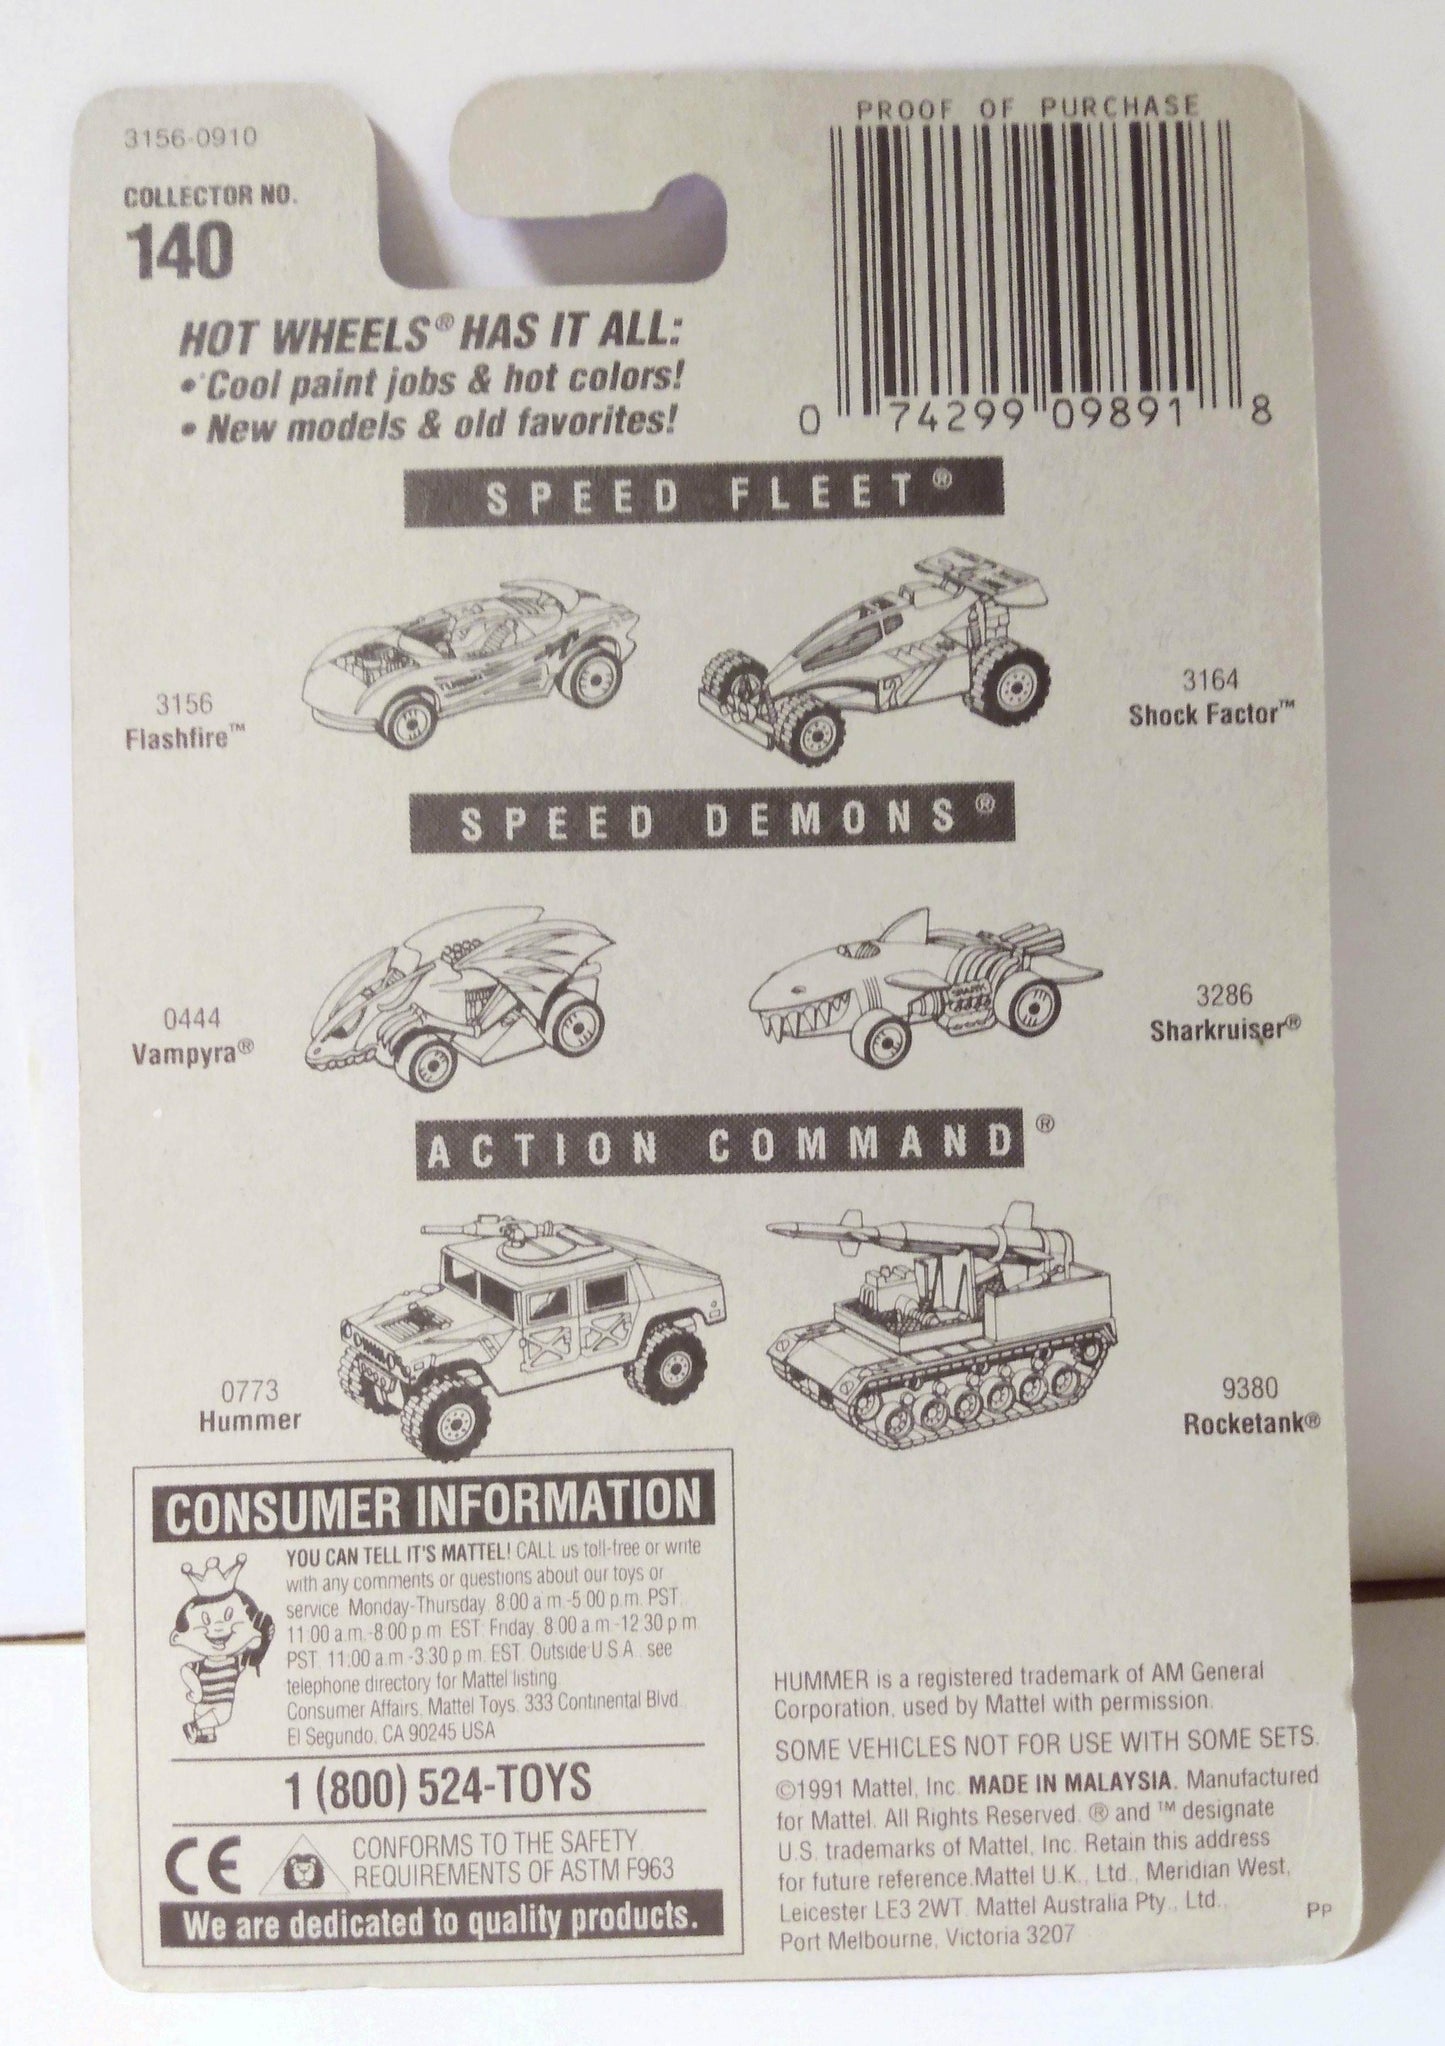 3156-0910
COLLECTOR NO.
140
PROOF OF PURCHASE
0 74299 09891 8
HOT WHEELS® HAS IT ALL:
• Cool paint jobs & hot colors!
• New models & old favorites!
SPEED FLEET®
3156
Flashfire™
3164
Shock Factor™
SPEED DEMONS®
0444
Vampyra®
3286
Sharkruiser®
ACTION COMMAND®
0773
Hummer
9380
Rocketank®
CONSUMER INFORMATION
YOU CAN TELL IT'S MATTEL! CALL us toll-free or write
with any comments or questions about our toys or
service. Monday-Thursday, 8:00 a.m.-5:00 p.m. PST,
11:00 a.m.-8:00 p.m. EST; Friday, 8:00 a.m.-12:30 p.m.
PST, 11:00 a.m.-3:30 p.m. EST. Outside U.S.A., see
telephone directory for Mattel listing.
Consumer Affairs, Mattel Toys, 333 Continental Blvd.,
El Segundo, CA 90245 USA
1 (800) 524-TOYS
CE
CONFORMS TO THE SAFETY
REQUIREMENTS OF ASTM F963
We are dedicated to quality products.
HUMMER is a registered trademark of AM General
Corporation, used by Mattel with permission.
SOME VEHICLES NOT FOR USE WITH SOME SETS.
©1991 Mattel, Inc. MADE IN MALAYSIA. Manufactured
for Mattel. All Rights Reserved. ® and ™ designate
U.S. trademarks of Mattel, Inc. Retain this address
for future reference.Mattel U.K., Ltd., Meridian West,
Leicester LE3 2WT. Mattel Australia Pty., Ltd.,
Port Melbourne, Victoria 3207
PP